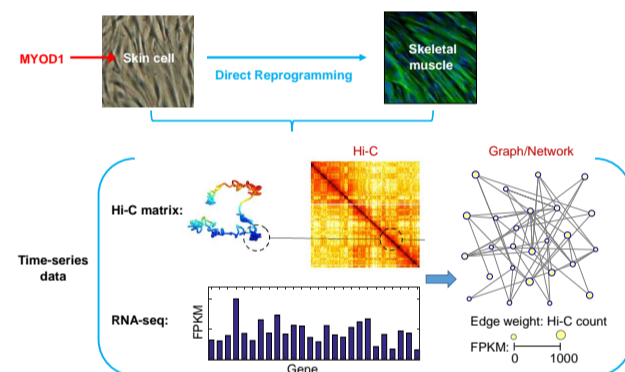 MYOD1
Skin cell
Direct Reprogramming
Skeletal
muscle
Hi-C
Graph/Network
Hi-C matrix:
Time-series
data
RNA-seq:
FPKM
Gene
Edge weight: Hi-C count
FPKM:
0
1000